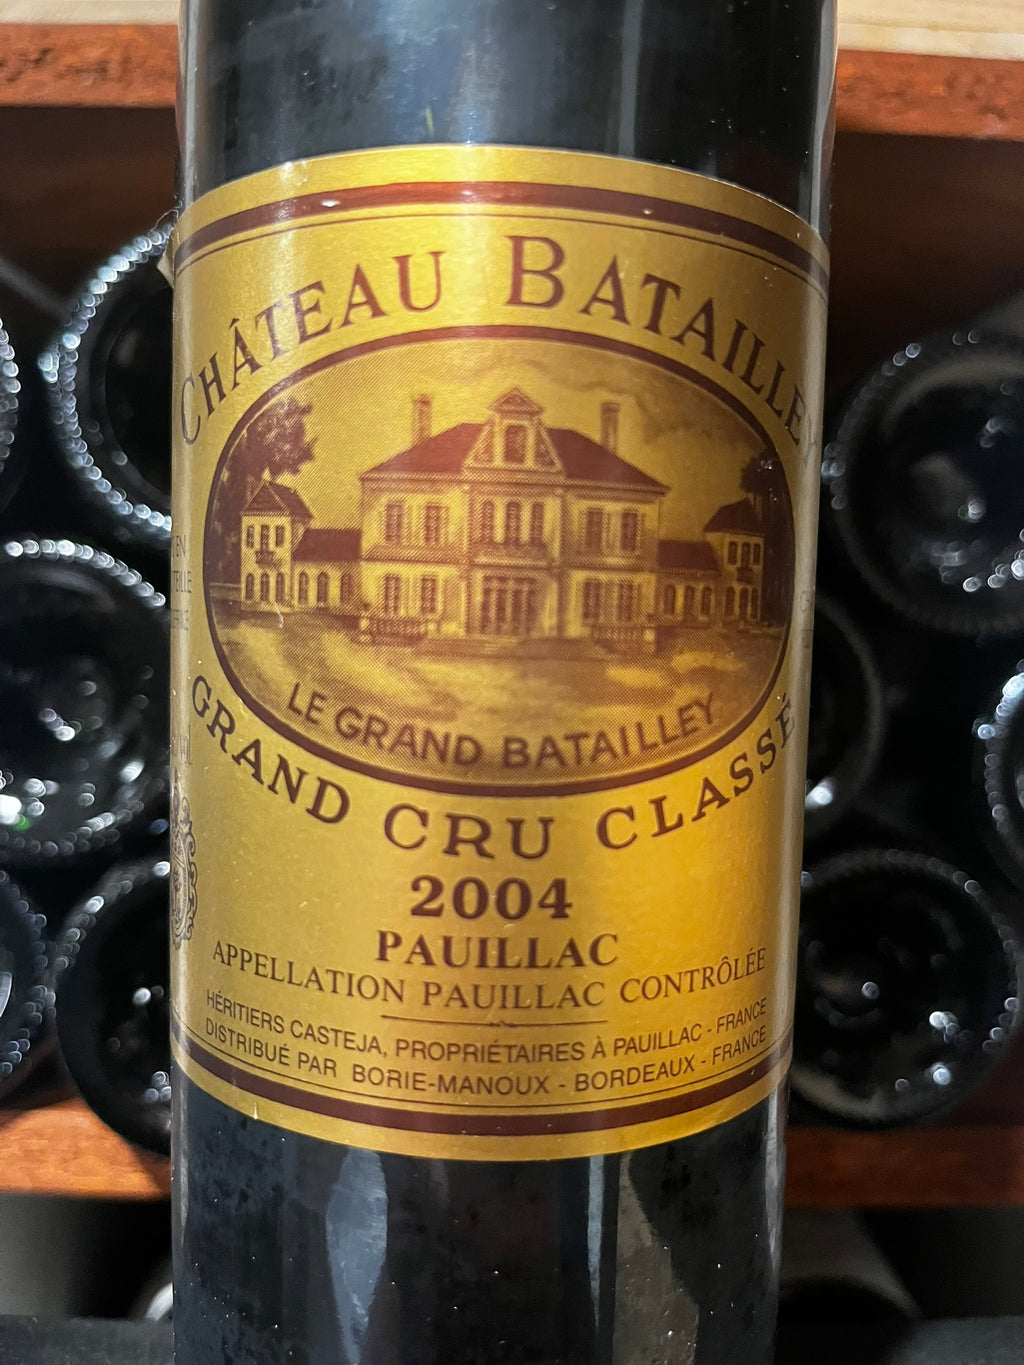 CHÂTEAU BATAILLEY
LE GRAND BATAILLEY
GRAND CRU CLASSÉ
2004
PAUILLAC
APPELLATION PAUILLAC CONTRÔLÉE
HÉRITIERS CASTEJA, PROPRIÉTAIRES À PAUILLAC - FRANCE
DISTRIBUÉ PAR BORIE-MANOUX - BORDEAUX - FRANCE